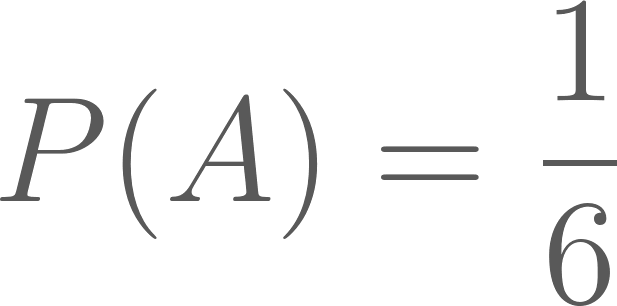 P(A) = 1/6